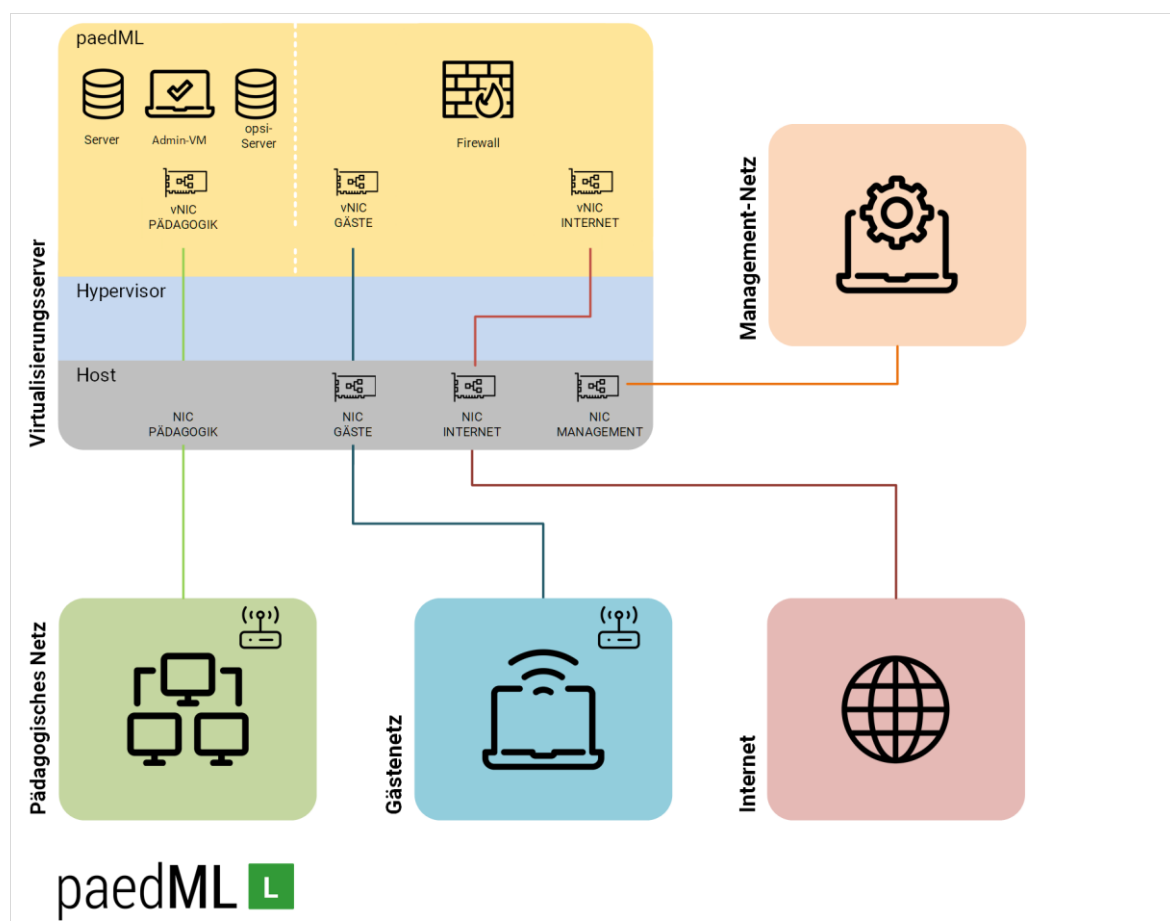 paedML
Server
Admin-VM
opsi-
Server
Firewall
vNIC
PÄDAGOGIK
vNIC
GÄSTE
vNIC
INTERNET
Virtualisierungsserver
Hypervisor
Host
NIC
PÄDAGOGIK
NIC
GÄSTE
NIC
INTERNET
NIC
MANAGEMENT
Management-Netz
Pädagogisches Netz
Gästenetz
Internet
paedML L